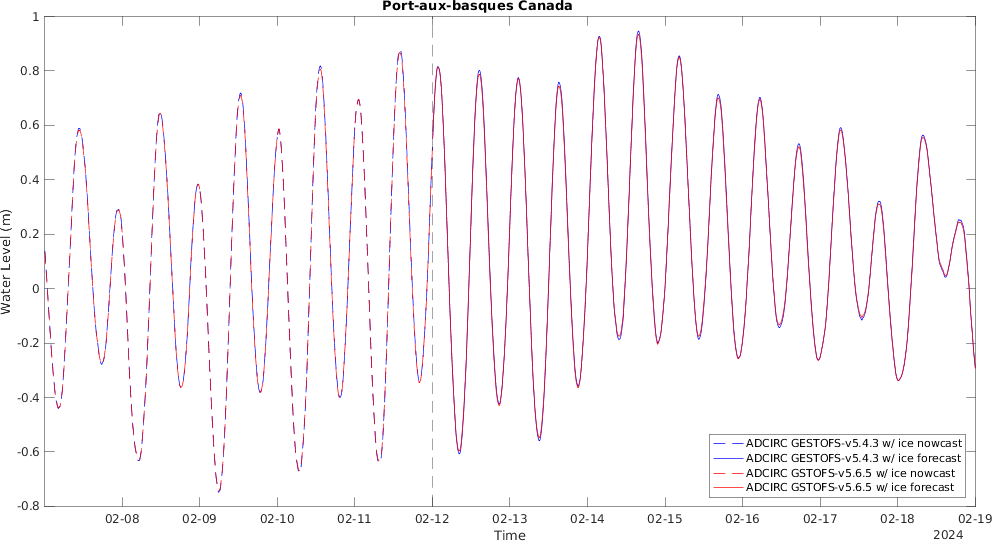 Port-aux-basques Canada
1
0.8
0.6
0.4
0.2
0
-0.2
-0.4
-0.6
-0.8
Water Level (m)
ADCIRC GESTOFS-v5.4.3 w/ ice nowcast
ADCIRC GESTOFS-v5.4.3 w/ ice forecast
ADCIRC GSTOFS-v5.6.5 w/ ice nowcast
ADCIRC GSTOFS-v5.6.5 w/ ice forecast
02-08 02-09 02-10 02-11 02-12 02-13 02-14 02-15 02-16 02-17 02-18 02-19
Time
2024